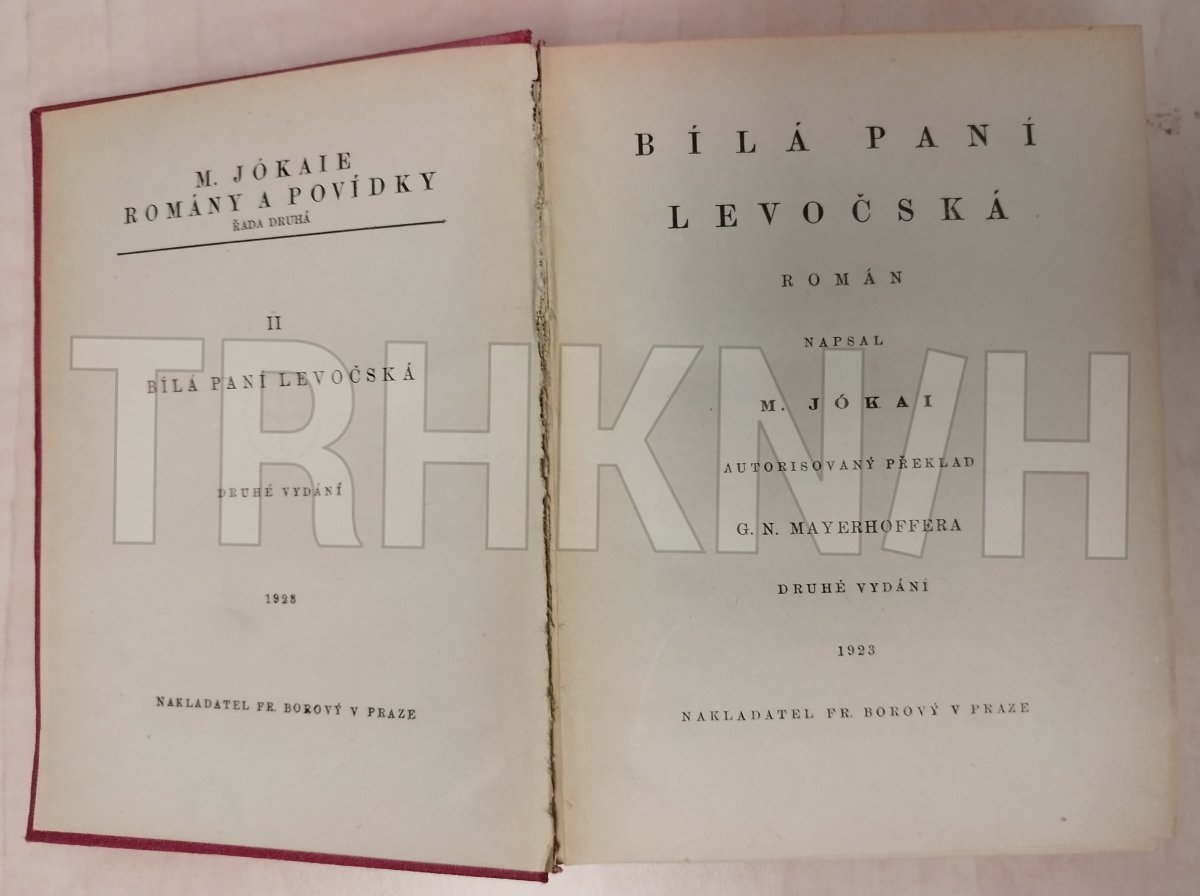 M. JÓKAIE
ROMÁNY A POVÍDKY
ŘADA DRUHÁ
II
BÍLÁ PANÍ LEVOČSKÁ
DRUHÉ VYDÁNÍ
1923
NAKLADATEL FR. BOROVÝ V PRAZE
BÍLÁ PANÍ
LEVOČSKÁ
ROMÁN
NAPSAL
M. JÓKAI
AUTORISOVANÝ PŘEKLAD
G. N. MAYERHOFFERA
DRUHÉ VYDÁNÍ
1923
NAKLADATEL FR. BOROVÝ V PRAZE
TRHKNIH